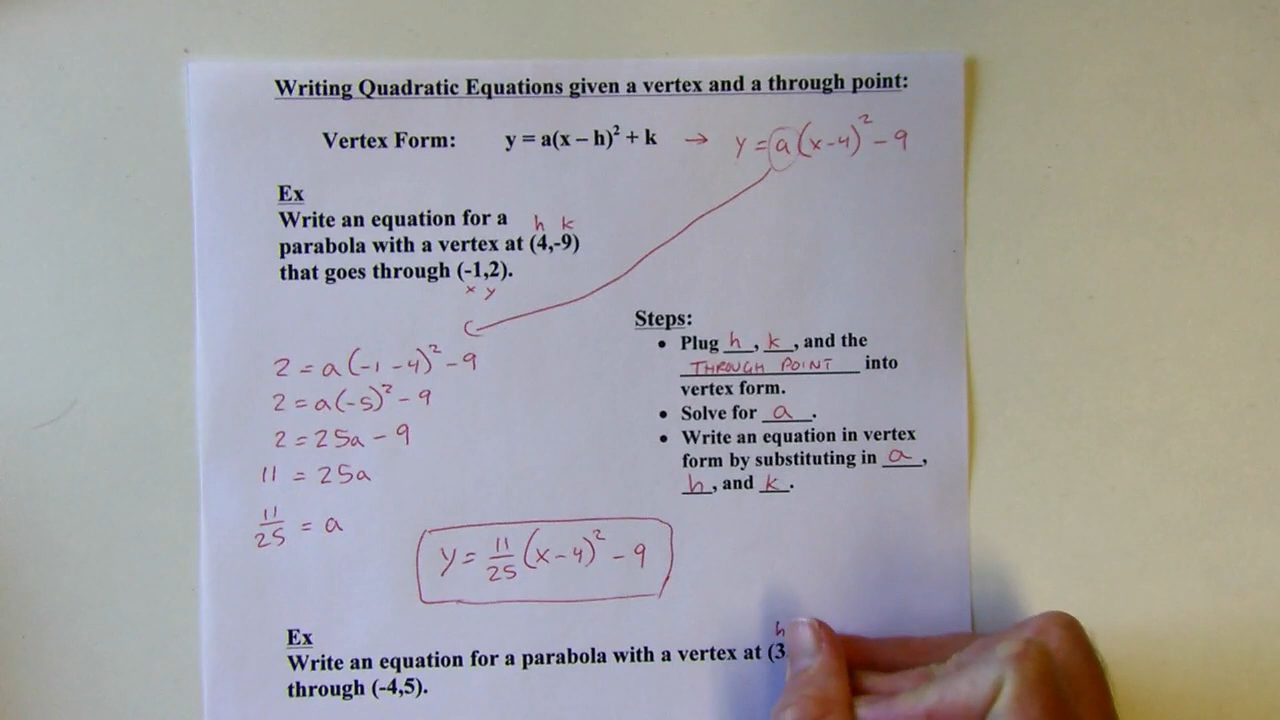 Writing Quadratic Equations given a vertex and a through point:
Vertex Form: y = a(x – h)² + k → y = a(x-4)² - 9
Ex
Write an equation for a
h k
parabola with a vertex at (4,-9)
that goes through (-1,2).
x y
2 = a(-1-4)² - 9
2 = a(-5)² - 9
2 = 25a - 9
11 = 25a
11/25 = a
y = 11/25 (x-4)² - 9
Steps:
• Plug h, k, and the
THROUGH POINT into
vertex form.
• Solve for a.
• Write an equation in vertex
form by substituting in a,
h, and k.
Ex
h
Write an equation for a parabola with a vertex at (3
through (-4,5).